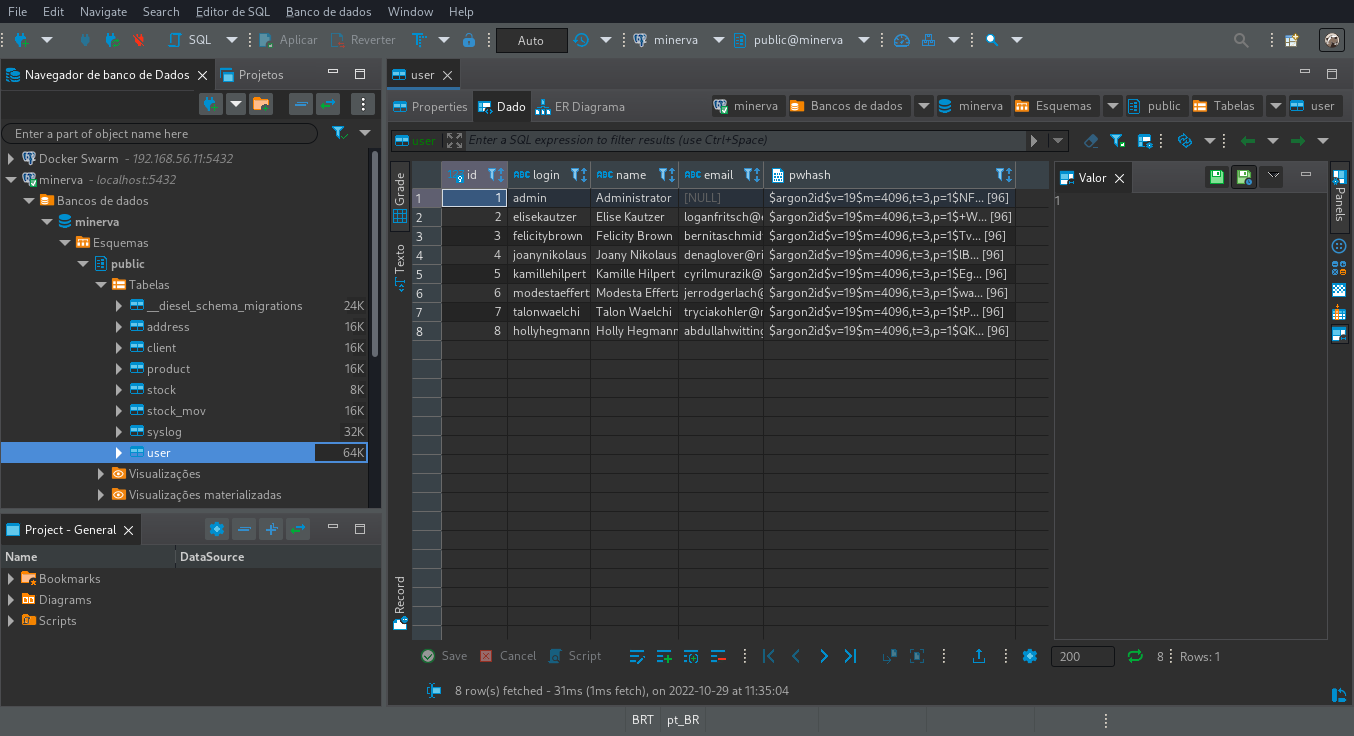 File Edit Navigate Search Editor de SQL Banco de dados Window Help
SQL Aplicar Reverter Auto minerva public@minerva
Navegador de banco de Dados Projetos
Enter a part of object name here
Docker Swarm - 192.168.56.11:5432
minerva - localhost:5432
Bancos de dados
minerva
Esquemas
public
Tabelas
__diesel_schema_migrations 24K
address 16K
client 16K
product 16K
stock 8K
stock_mov 16K
syslog 32K
user 64K
Visualizações
Visualizações materializadas
Project - General
Name DataSource
Bookmarks
Diagrams
Scripts
user
Properties Dado ER Diagrama minerva Bancos de dados minerva Esquemas public Tabelas user
user Enter a SQL expression to filter results (use Ctrl+Space)
Grade
Texto
Record
123 id ABC login ABC name ABC email pwhash
1 1 admin Administrator [NULL] $argon2id$v=19$m=4096,t=3,p=1$NF... [96]
2 2 elisekautzer Elise Kautzer loganfritsch@ $argon2id$v=19$m=4096,t=3,p=1$+W... [96]
3 3 felicitybrown Felicity Brown bernitaschmid $argon2id$v=19$m=4096,t=3,p=1$Tv... [96]
4 4 joanynikolaus Joany Nikolaus denaglover@ri $argon2id$v=19$m=4096,t=3,p=1$lB... [96]
5 5 kamillehilpert Kamille Hilpert cyrilmurazik@ $argon2id$v=19$m=4096,t=3,p=1$Eg... [96]
6 6 modestaeffert Modesta Effertz jerrodgerlach@ $argon2id$v=19$m=4096,t=3,p=1$wa... [96]
7 7 talonwaelchi Talon Waelchi tryciakohler@ $argon2id$v=19$m=4096,t=3,p=1$tP... [96]
8 8 hollyhegmann Holly Hegmann abdullahwitting $argon2id$v=19$m=4096,t=3,p=1$QK... [96]
Valor
1
Panels
Save Cancel Script 200 8 Rows: 1
8 row(s) fetched - 31ms (1ms fetch), on 2022-10-29 at 11:35:04
BRT pt_BR